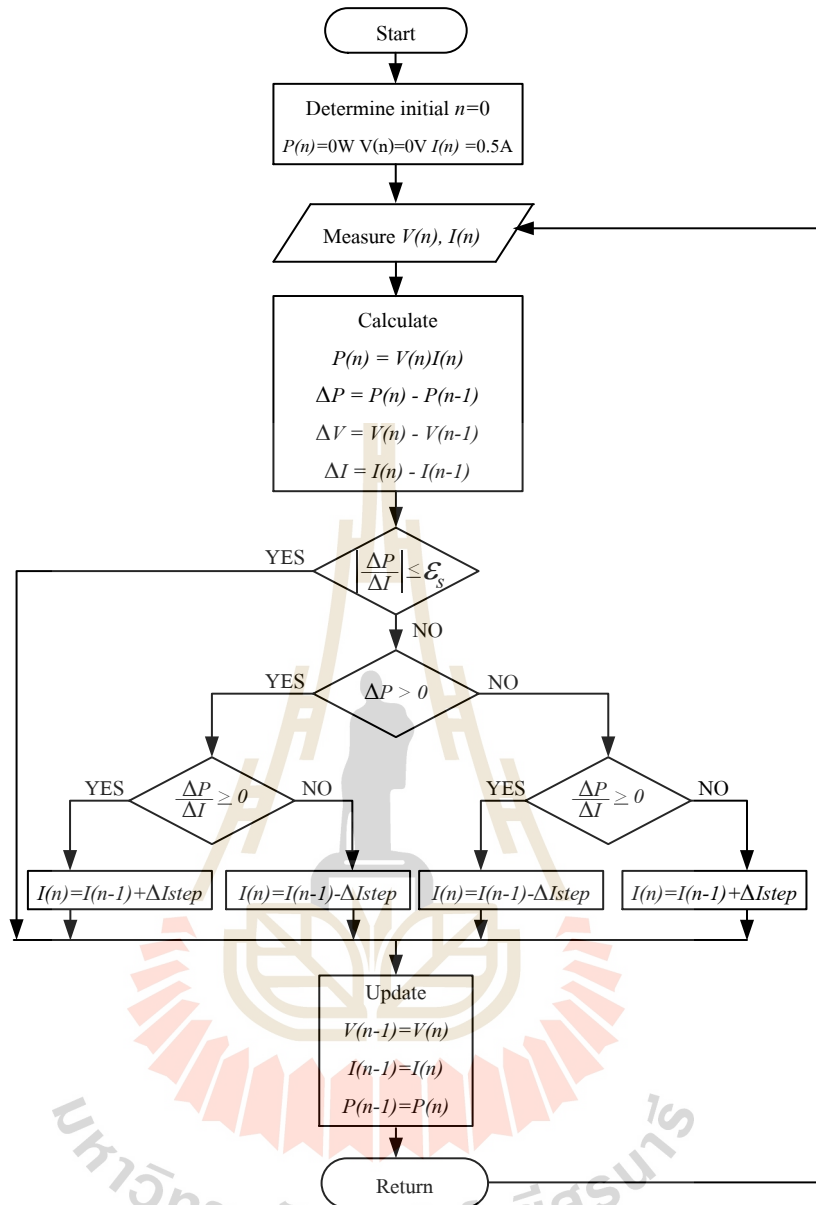 Start
Determine initial n=0
P(n)=0W V(n)=0V I(n) =0.5A
Measure V(n), I(n)
Calculate
P(n) = V(n)I(n)
ΔP = P(n) - P(n-1)
ΔV = V(n) - V(n-1)
ΔI = I(n) - I(n-1)
YES
|ΔP/ΔI| ≤ εs
NO
YES
ΔP > 0
NO
YES
ΔP/ΔI ≥ 0
NO
YES
ΔP/ΔI ≥ 0
NO
I(n)=I(n-1)+ΔIstep
I(n)=I(n-1)-ΔIstep
I(n)=I(n-1)-ΔIstep
I(n)=I(n-1)+ΔIstep
Update
V(n-1)=V(n)
I(n-1)=I(n)
P(n-1)=P(n)
Return